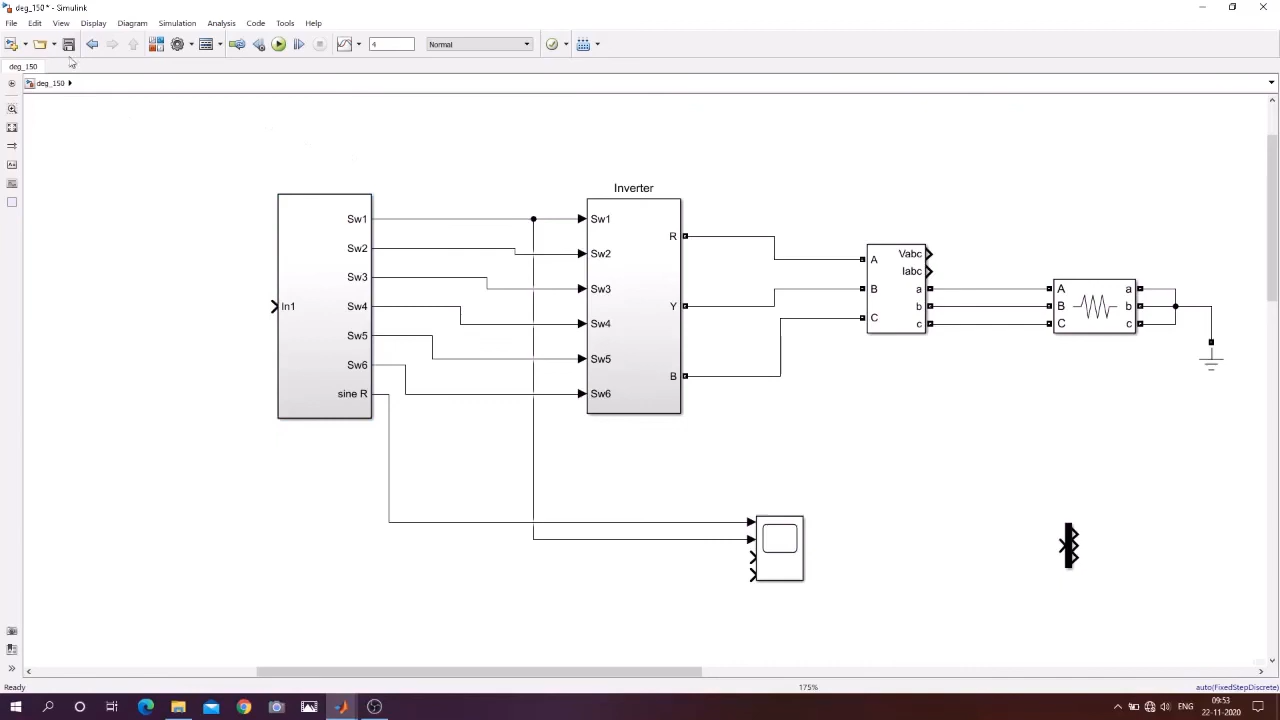 deg_150 * - Simulink
File Edit View Display Diagram Simulation Analysis Code Tools Help
4 Normal
deg_150
deg_150
Inverter
Sw1
Sw2
Sw3
Sw4
Sw5
Sw6
sine R
In1
Sw1
Sw2
Sw3
Sw4
Sw5
Sw6
R
Y
B
A
B
C
Vabc
Iabc
a
b
c
A
B
C
a
b
c
Ready 175% auto(FixedStepDiscrete)
ENG 09:53
22-11-2020